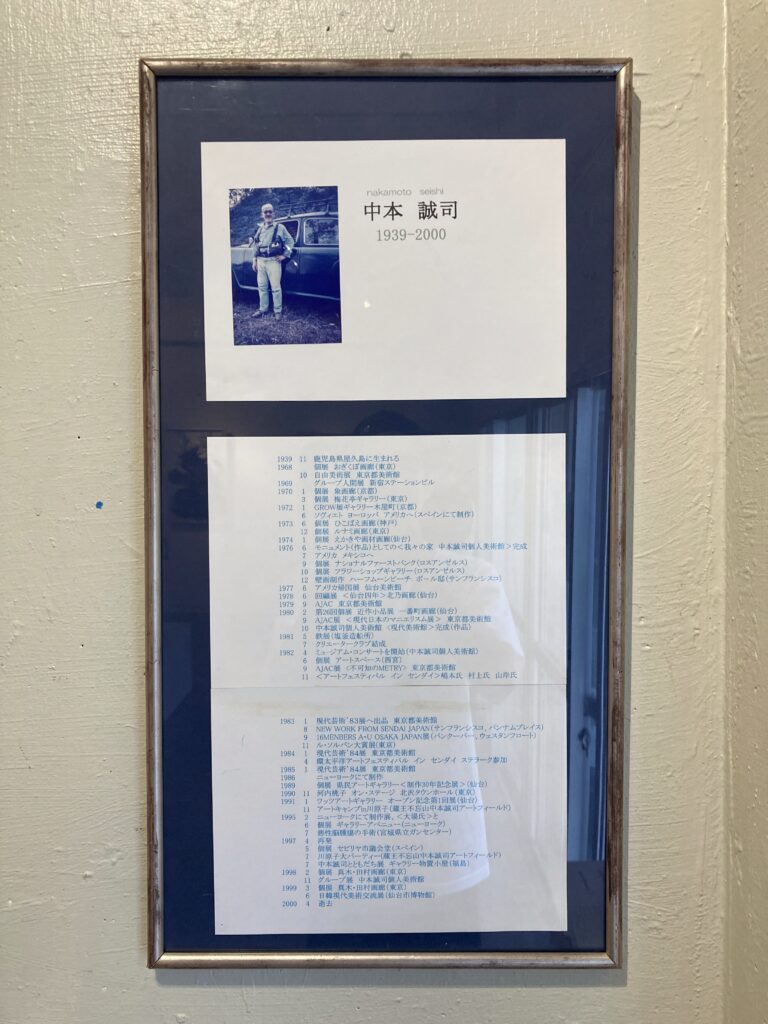 nakamoto seishi
中本 誠司
1939-2000
1939 11 鹿児島県屋久島に生まれる
1968 個展 おぎくぼ画廊(東京)
10 自由美術展 東京都美術館
1969 グループ人間展 新宿ステーションビル
1970 1 個展 象画廊(京都)
3 個展 梅花亭ギャラリー(東京)
1972 1 GROW展ギャラリー木屋町(京都)
6 ソヴィエト ヨーロッパ アメリカへ(スペインにて制作)
1973 6 個展 ひこばえ画廊(神戸)
12 個展 ルナミ画廊(東京)
1974 1 個展 えかきや画材画廊(仙台)
1976 6 モニュメント(作品)としての<我々の家 中本誠司個人美術館>完成
7 アメリカ メキシコへ
9 個展 ナショナルファーストバンク(ロスアンゼルス)
10 個展 フラワーショップギャラリー(ロスアンゼルス)
12 壁画制作 ハーフムーンビーチ ポール邸(サンフランシスコ)
1977 6 アメリカ帰国展 仙台美術館
1978 6 回顧展 <仙台四年>北乃画廊(仙台)
1979 9 AJAC 東京都美術館
1980 2 第26回個展 近作小品展 一番町画廊(仙台)
9 AJAC展 <現代日本のマニエリスム展> 東京都美術館
10 中本誠司個人美術館 <現代美術館>完成(作品)
1981 5 鉄展(塩釜造船所)
7 クリエータークラブ結成
1982 4 ミュージアム・コンサートを開始(中本誠司個人美術館)
6 個展 アートスペース(西宮)
9 AJAC展 <不可知のMETRY> 東京都美術館
11 <アートフェスティバル イン センダイ>嶋本氏 村上氏 山岸氏
1983 1 現代芸術'83展へ出品 東京都美術館
8 NEW WORK FROM SENDAI JAPAN(サンフランシスコ、バンナムプレイス)
9 16MENBERS A・U OSAKA JAPAN展(バンクーバー、ウェスタンフロート)
11 ル・ソルバン大賞展(東京)
1984 1 現代芸術'84展 東京都美術館
4 環太平洋アートフェスティバル イン センダイ ステラーク参加
1985 1 現代芸術'84展 東京都美術館
1986 ニューヨークにて制作
1989 個展 県民アートギャラリー<制作30年記念展>(仙台)
1990 11 河内桃子 オン・ステージ 北沢タウンホール(東京)
1991 1 ワッツアートギャラリー オープン記念第1回展(仙台)
11 アートキャンプin川原子(蔵王不忘山中本誠司アートフィールド)
1995 2 ニューヨークにて制作展、<大場氏>と
6 個展 ギャラリーアベニュー(ニューヨーク)
7 悪性脳腫瘍の手術(宮城県立ガンセンター)
1997 4 再発
5 個展 セビリヤ市議会堂(スペイン)
7 川原子大パーティー(蔵王不忘山中本誠司アートフィールド)
7 中本誠司とともだち展 ギャラリー物置小屋(福島)
1998 2 個展 真木・田村画廊(東京)
11 グループ展 中本誠司個人美術館
1999 3 個展 真木・田村画廊(東京)
6 日韓現代美術交流展(仙台市博物館)
2000 4 逝去